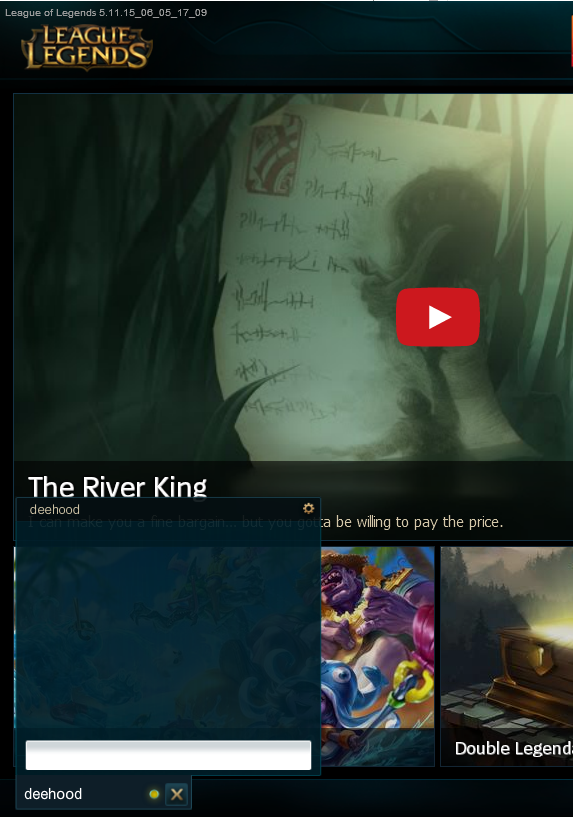 League of Legends 5.11.15_06_05_17_09
LEAGUE OF
LEGENDS
The River King
deehood
I can make you a fine bargain... but you gotta be willing to pay the price.
Double Legend
deehood